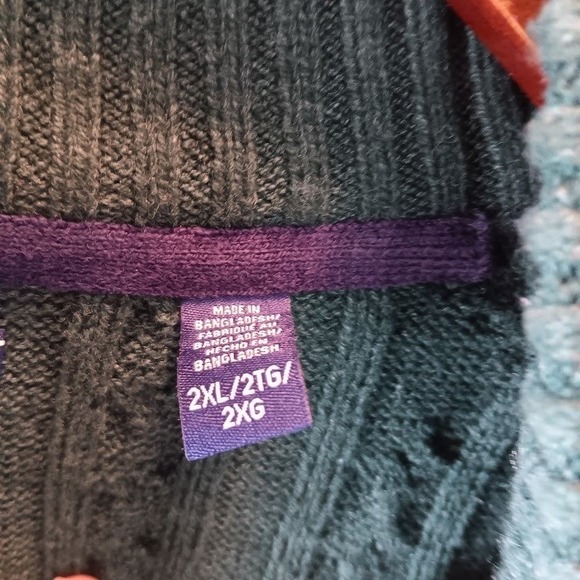 MADE IN
BANGLADESH/
FABRIQUÉ AU
BANGLADESH/
HECHO EN
BANGLADESH
2XL/2TG/
2XG